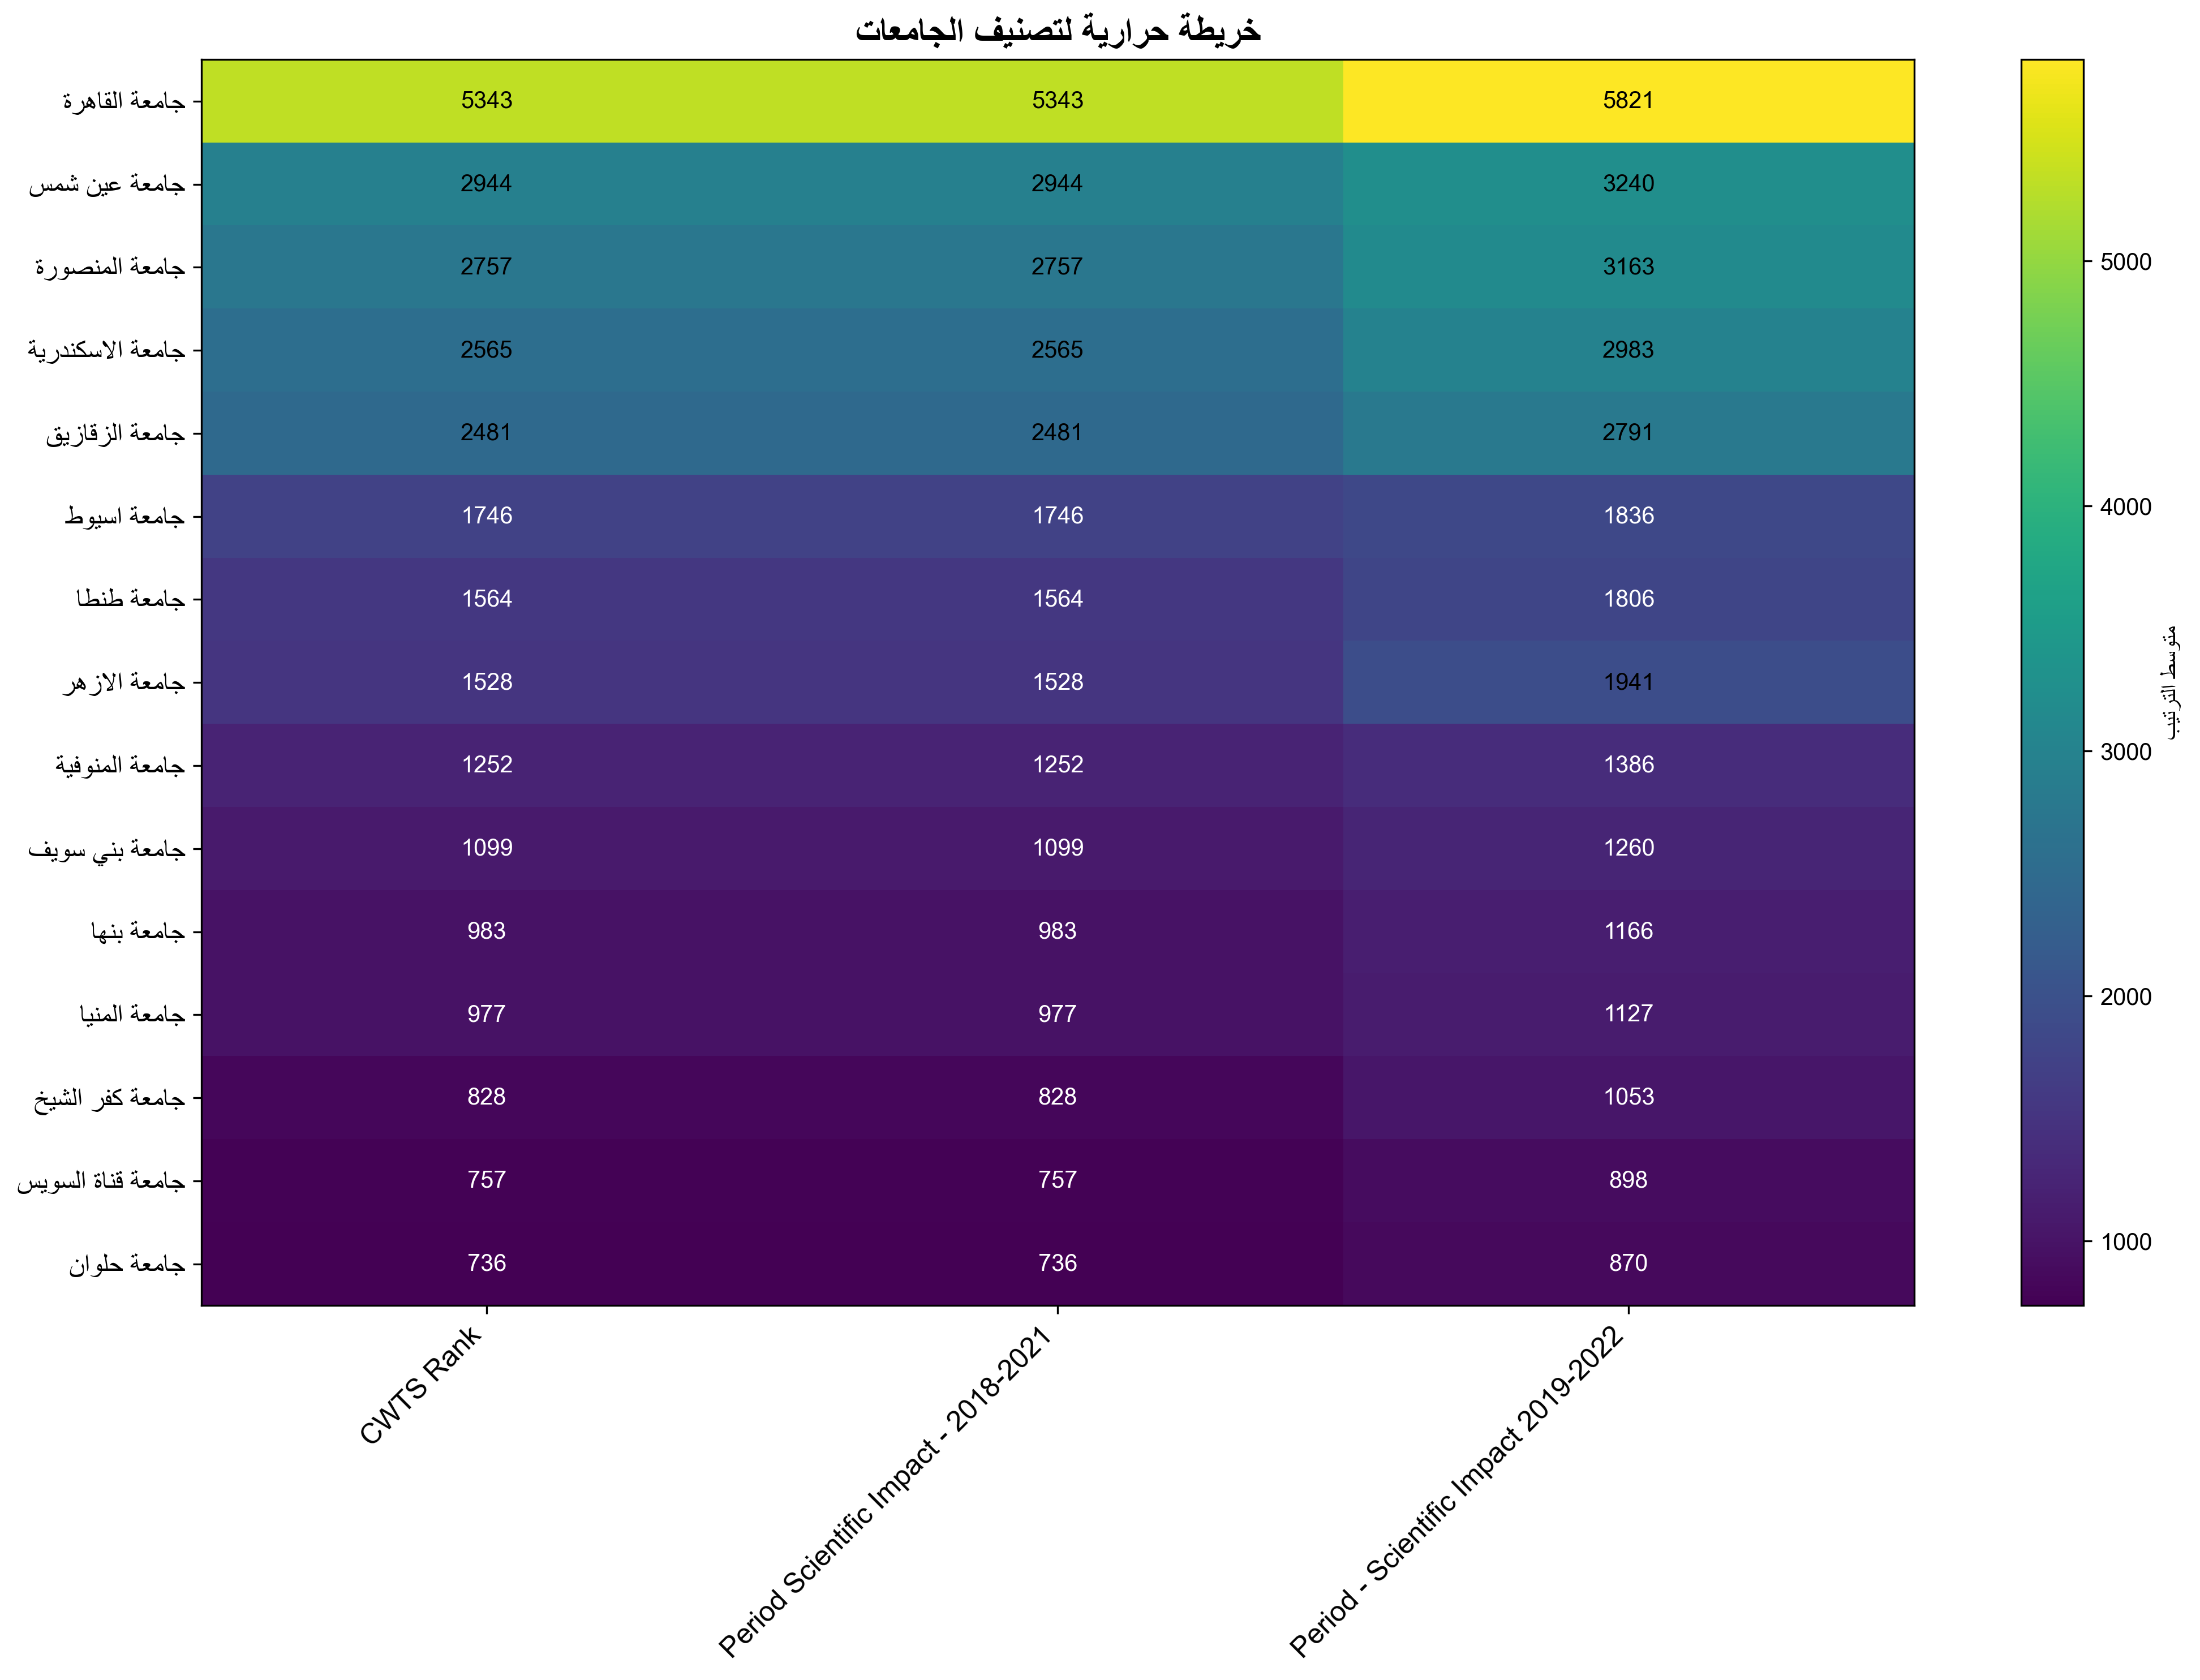 خريطة حرارية لتصنيف الجامعات
جامعة القاهرة 5343 5343 5821
جامعة عين شمس 2944 2944 3240
جامعة المنصورة 2757 2757 3163
جامعة الاسكندرية 2565 2565 2983
جامعة الزقازيق 2481 2481 2791
جامعة اسيوط 1746 1746 1836
جامعة طنطا 1564 1564 1806
جامعة الازهر 1528 1528 1941
جامعة المنوفية 1252 1252 1386
جامعة بني سويف 1099 1099 1260
جامعة بنها 983 983 1166
جامعة المنيا 977 977 1127
جامعة كفر الشيخ 828 828 1053
جامعة قناة السويس 757 757 898
جامعة حلوان 736 736 870
CWTS Rank
Period Scientific Impact - 2018-2021
Period - Scientific Impact 2019-2022
5000
4000
3000
2000
1000
متوسط الترتيب